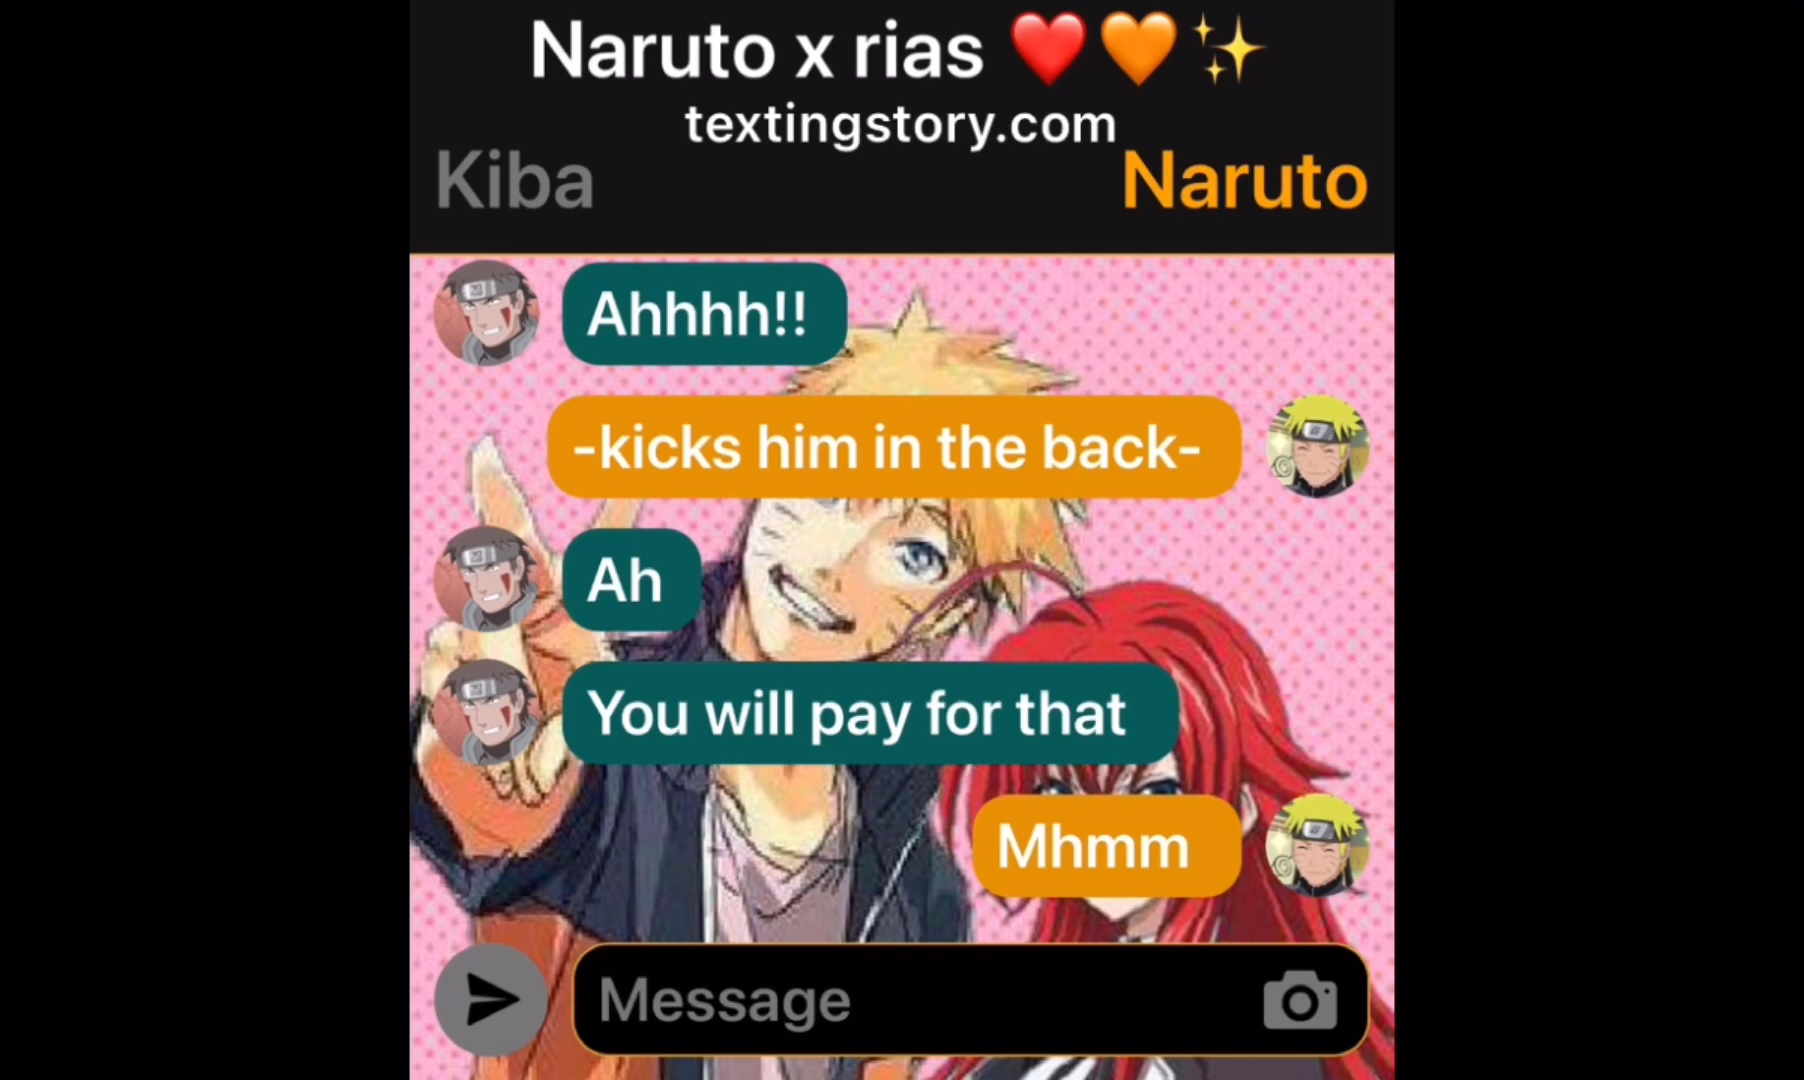 Naruto x rias ❤️🧡✨
textingstory.com
Kiba
Naruto
Ahhhh!!
-kicks him in the back-
Ah
You will pay for that
Mhmm
Message